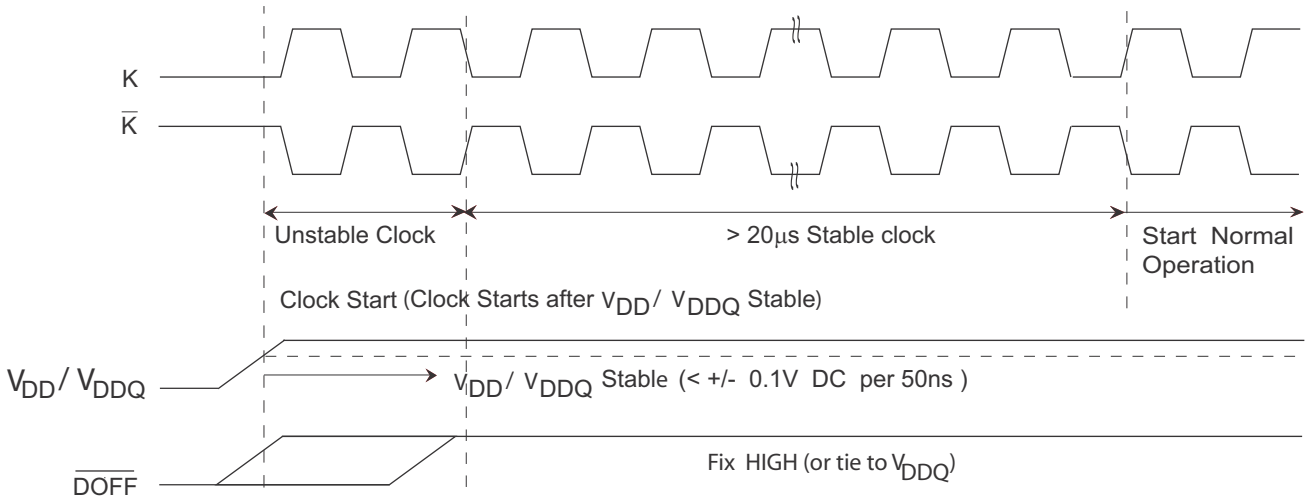 K
K̅
Unstable Clock
> 20μs Stable clock
Start Normal
Operation
Clock Start (Clock Starts after VDD / VDDQ Stable)
VDD / VDDQ
VDD / VDDQ Stable (< +/- 0.1V DC per 50ns )
D̅O̅F̅F̅
Fix HIGH (or tie to VDDQ)